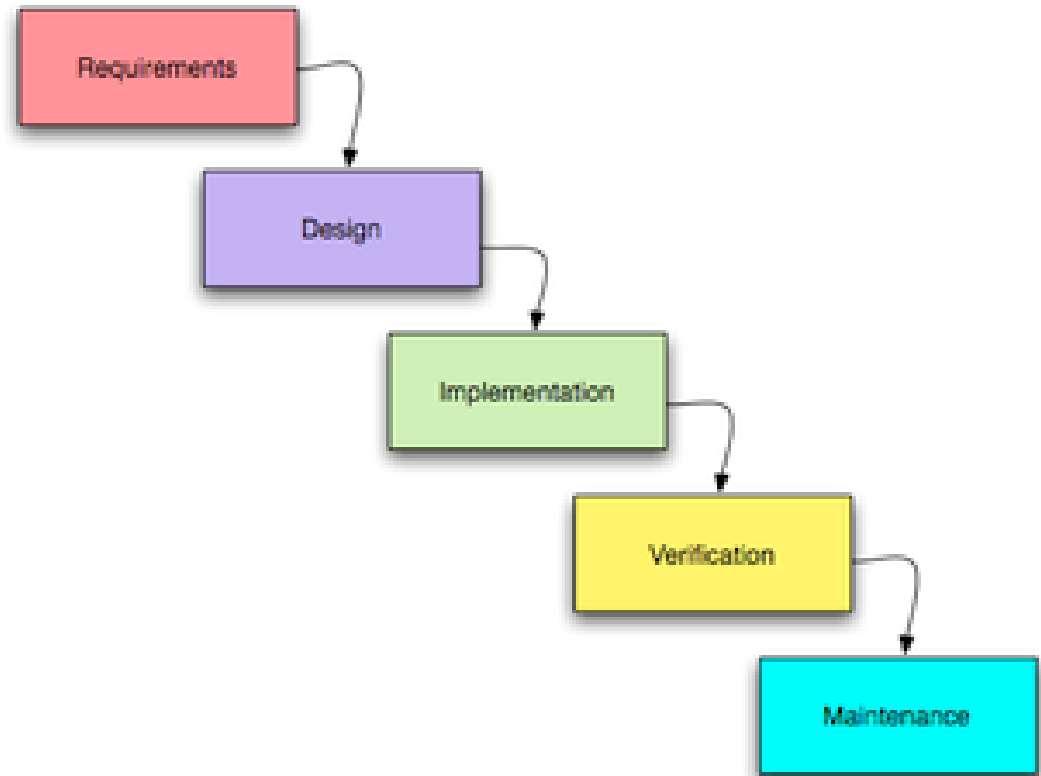 Requirements
Design
Implementation
Verification
Maintenance